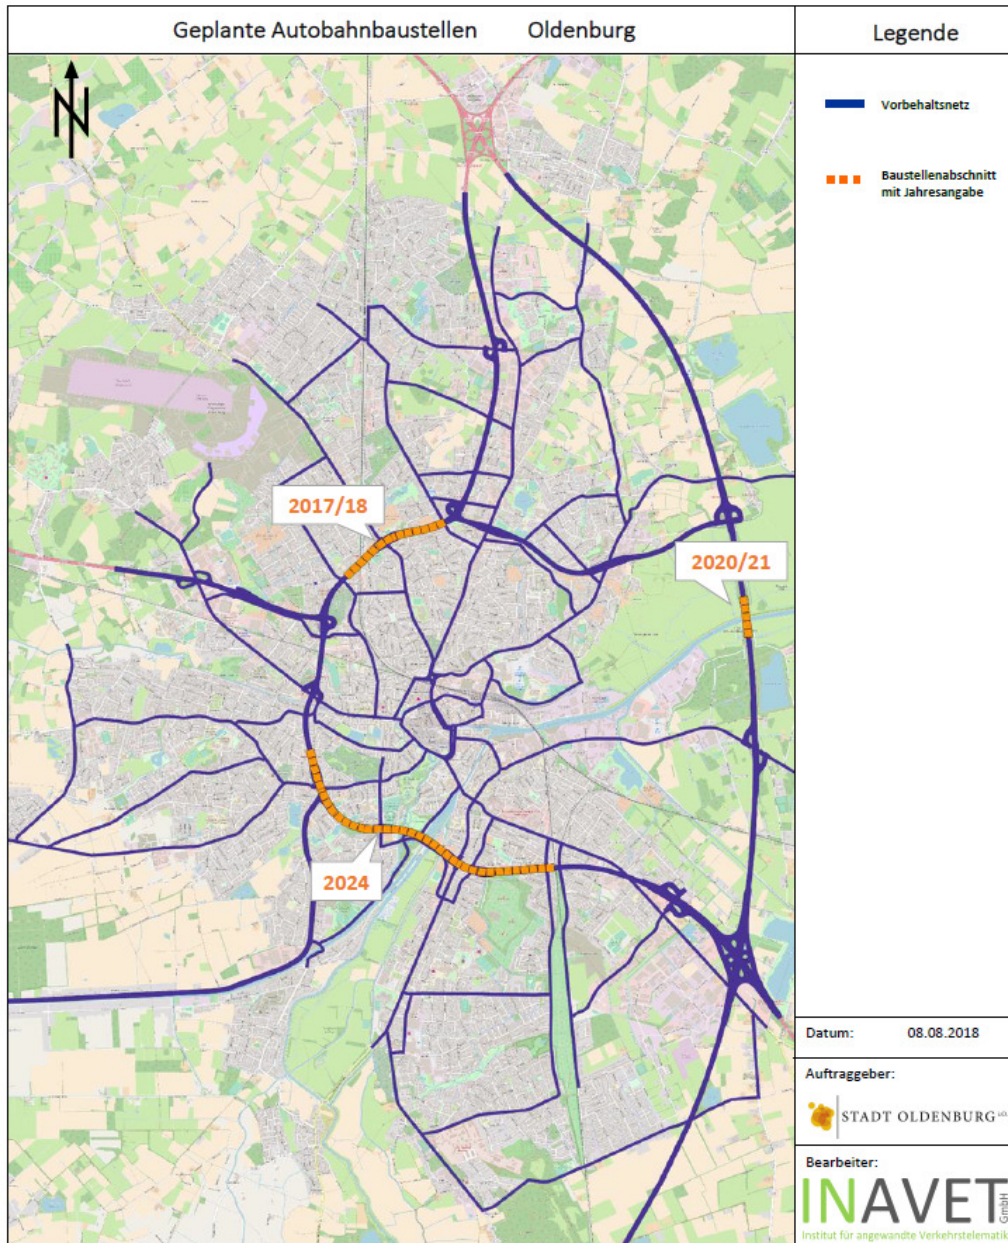 Geplante Autobahnbaustellen Oldenburg
Legende
N
Vorbehaltsnetz
Baustellenabschnitt
mit Jahresangabe
2017/18
2020/21
2024
Datum: 08.08.2018
Auftraggeber:
STADT OLDENBURG i.O.
Bearbeiter:
INAVET GmbH
Institut für angewandte Verkehrstelematik